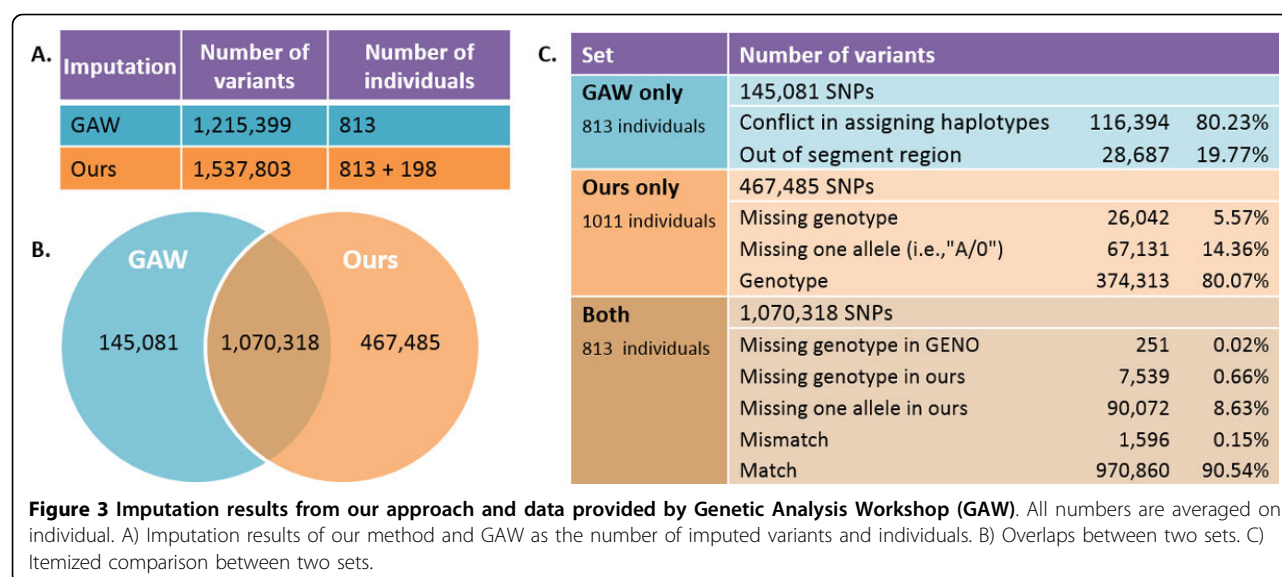 A.
Imputation Number of variants Number of individuals
GAW 1,215,399 813
Ours 1,537,803 813 + 198
B.
GAW Ours
145,081 1,070,318 467,485
C.
Set Number of variants
GAW only 145,081 SNPs
813 individuals
Conflict in assigning haplotypes 116,394 80.23%
Out of segment region 28,687 19.77%
Ours only 467,485 SNPs
1011 individuals
Missing genotype 26,042 5.57%
Missing one allele (i.e.,"A/0") 67,131 14.36%
Genotype 374,313 80.07%
Both 1,070,318 SNPs
813 individuals
Missing genotype in GENO 251 0.02%
Missing genotype in ours 7,539 0.66%
Missing one allele in ours 90,072 8.63%
Mismatch 1,596 0.15%
Match 970,860 90.54%
Figure 3 Imputation results from our approach and data provided by Genetic Analysis Workshop (GAW). All numbers are averaged on
individual. A) Imputation results of our method and GAW as the number of imputed variants and individuals. B) Overlaps between two sets. C)
Itemized comparison between two sets.